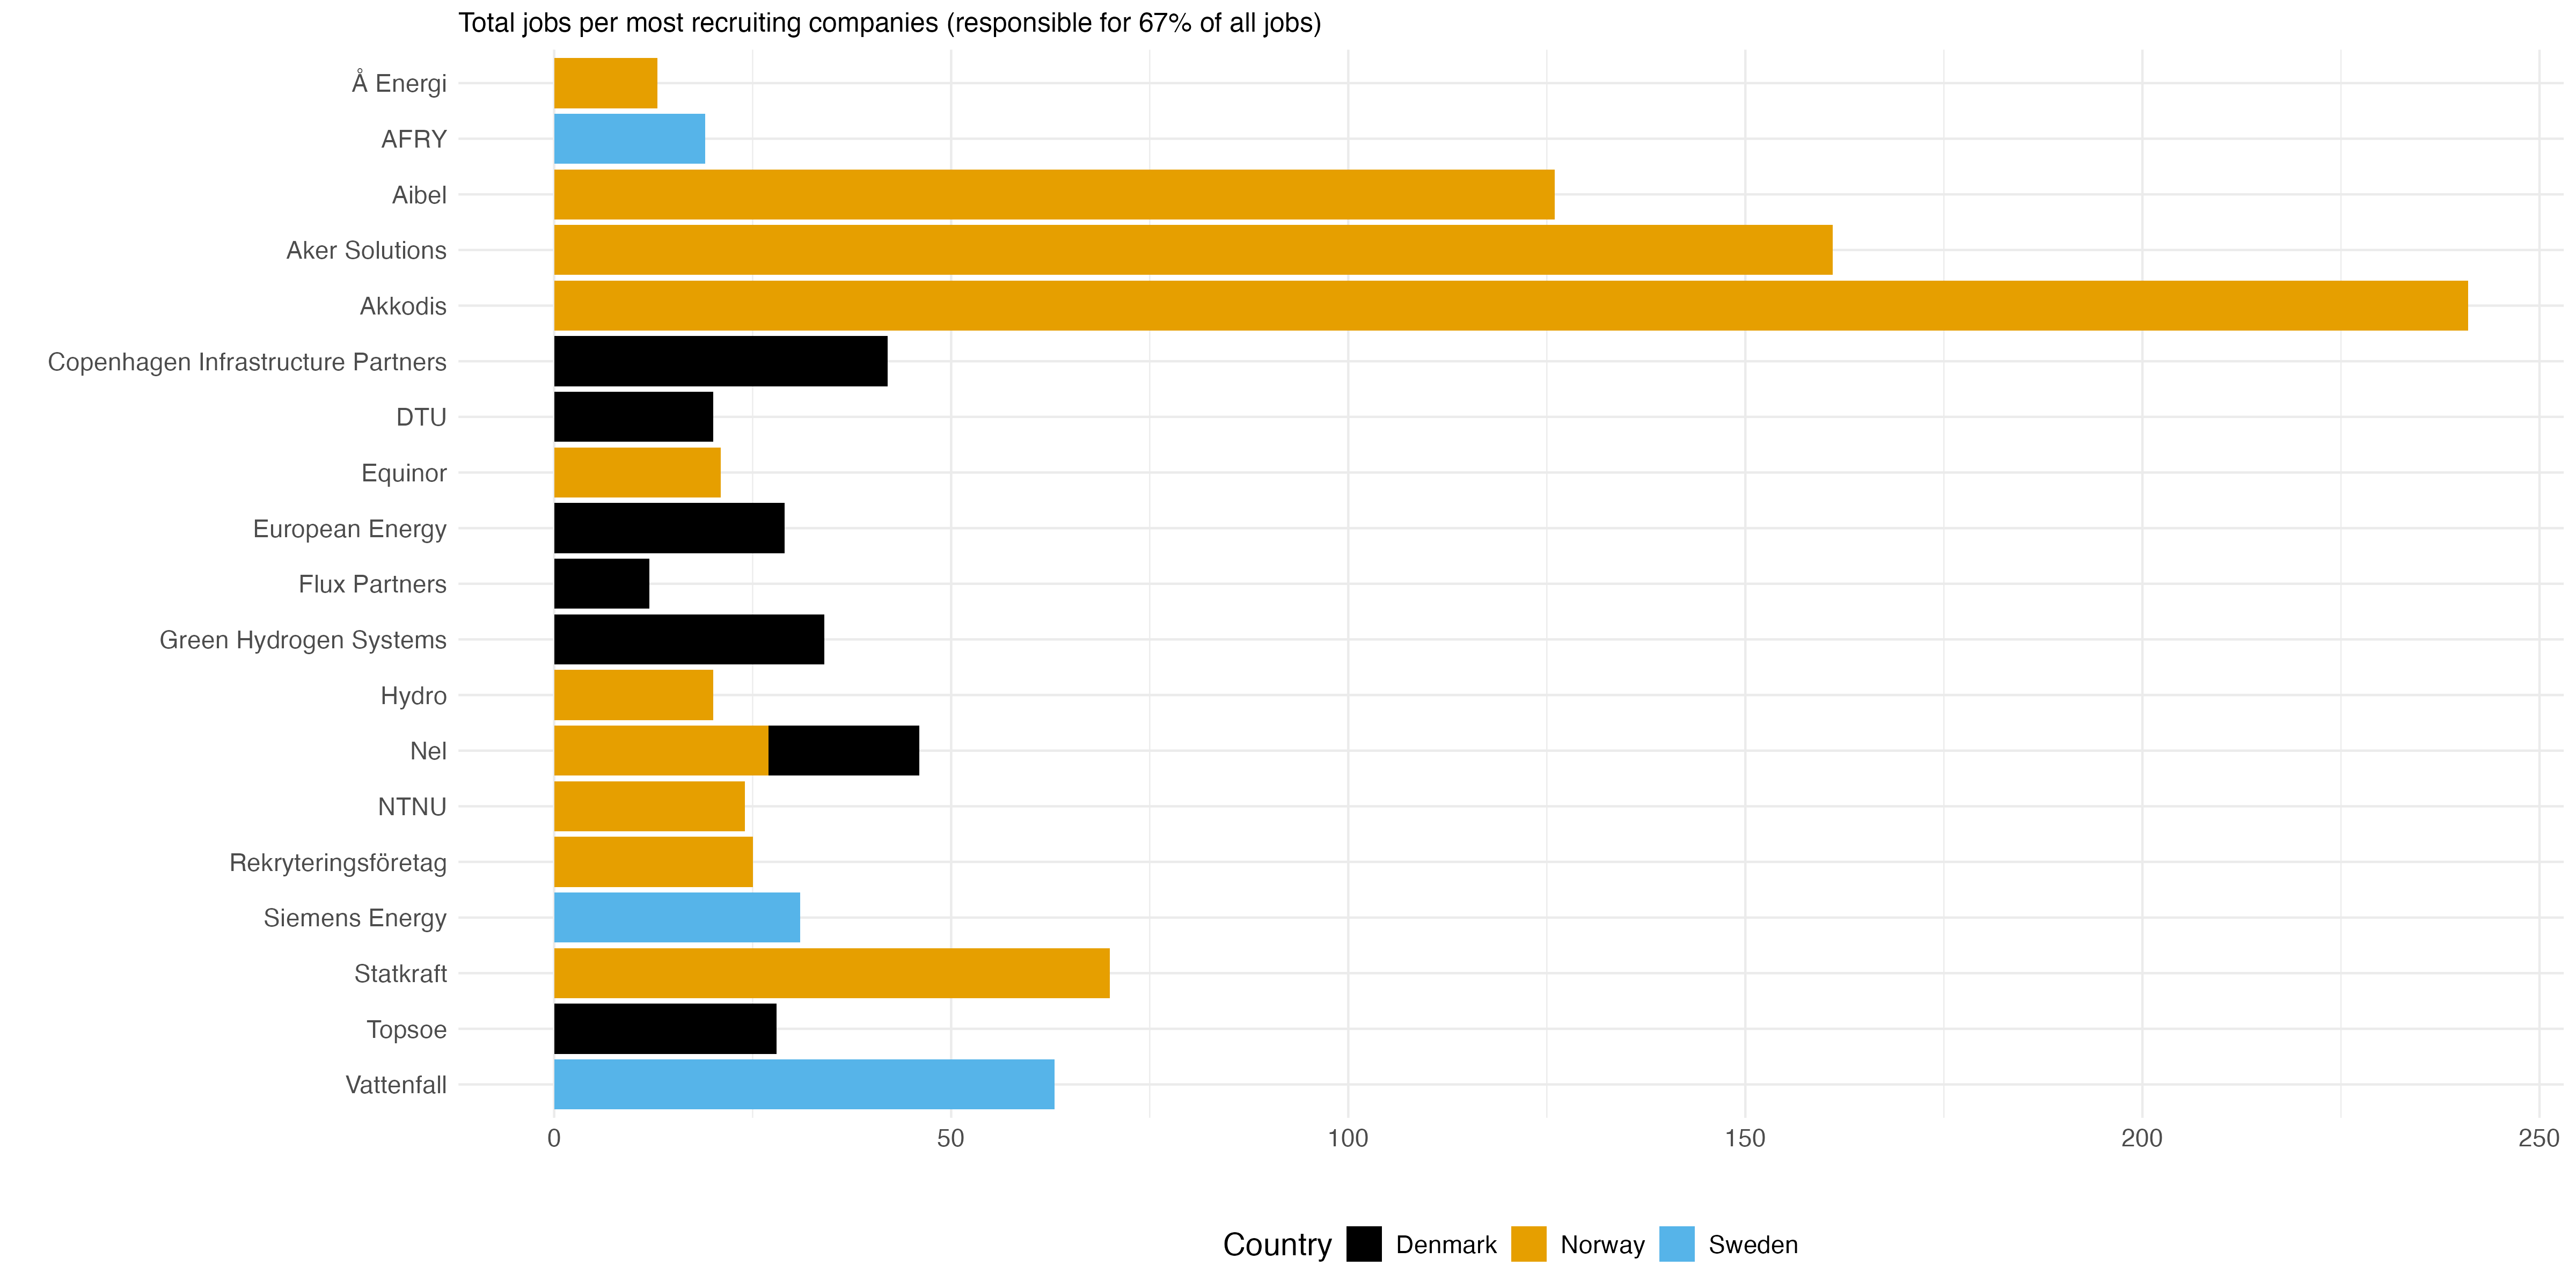 Total jobs per most recruiting companies (responsible for 67% of all jobs)
Å Energi
AFRY
Aibel
Aker Solutions
Akkodis
Copenhagen Infrastructure Partners
DTU
Equinor
European Energy
Flux Partners
Green Hydrogen Systems
Hydro
Nel
NTNU
Rekryteringsföretag
Siemens Energy
Statkraft
Topsoe
Vattenfall
0 50 100 150 200 250
Country Denmark Norway Sweden